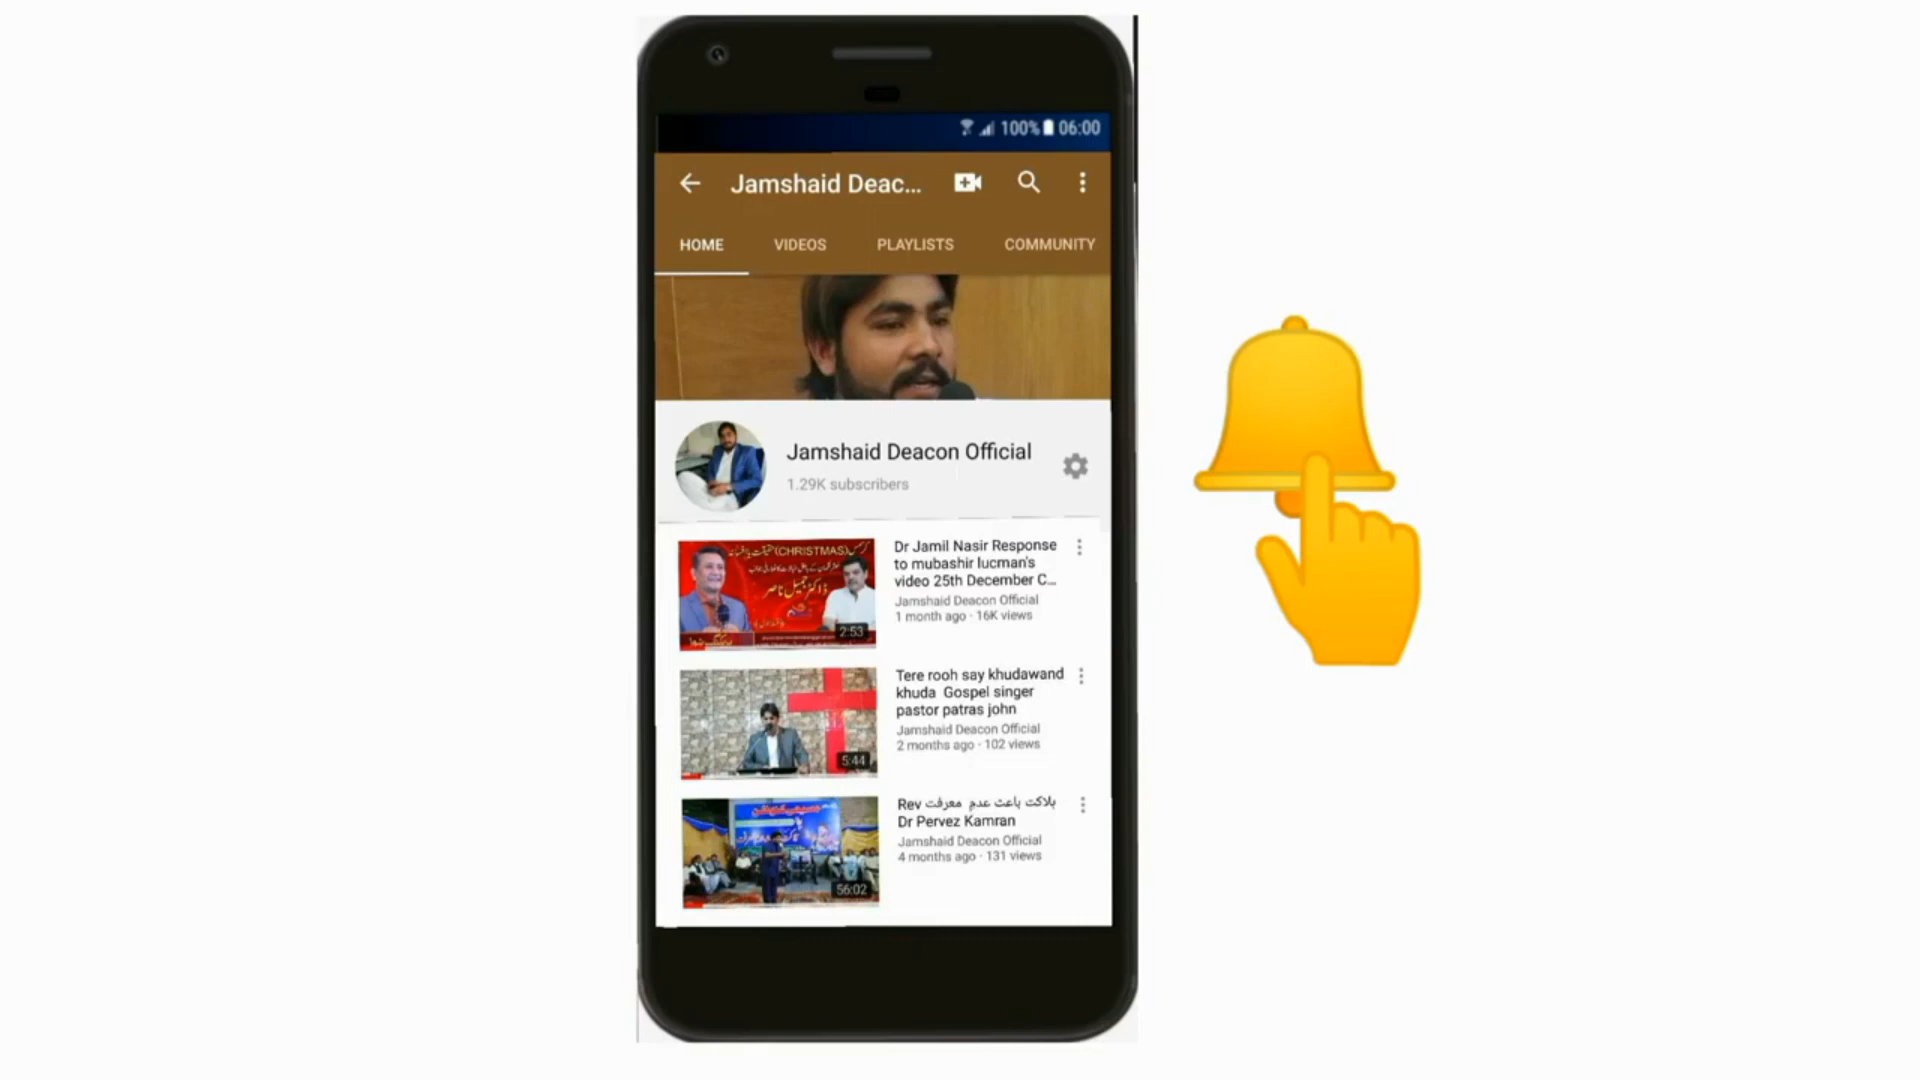 100% 06:00
Jamshaid Deac...
HOME VIDEOS PLAYLISTS COMMUNITY
Jamshaid Deacon Official
1.29K subscribers
(CHRISTMAS)
ڈاکٹر جمیل ناصر
2:53
Dr Jamil Nasir Response
to mubashir lucman's
video 25th December C...
Jamshaid Deacon Official
1 month ago · 16K views
5:44
Tere rooh say khudawand
khuda Gospel singer
pastor patras john
Jamshaid Deacon Official
2 months ago · 102 views
56:02
Rev ہلاکت باعث عدم معرفت
Dr Pervez Kamran
Jamshaid Deacon Official
4 months ago · 131 views